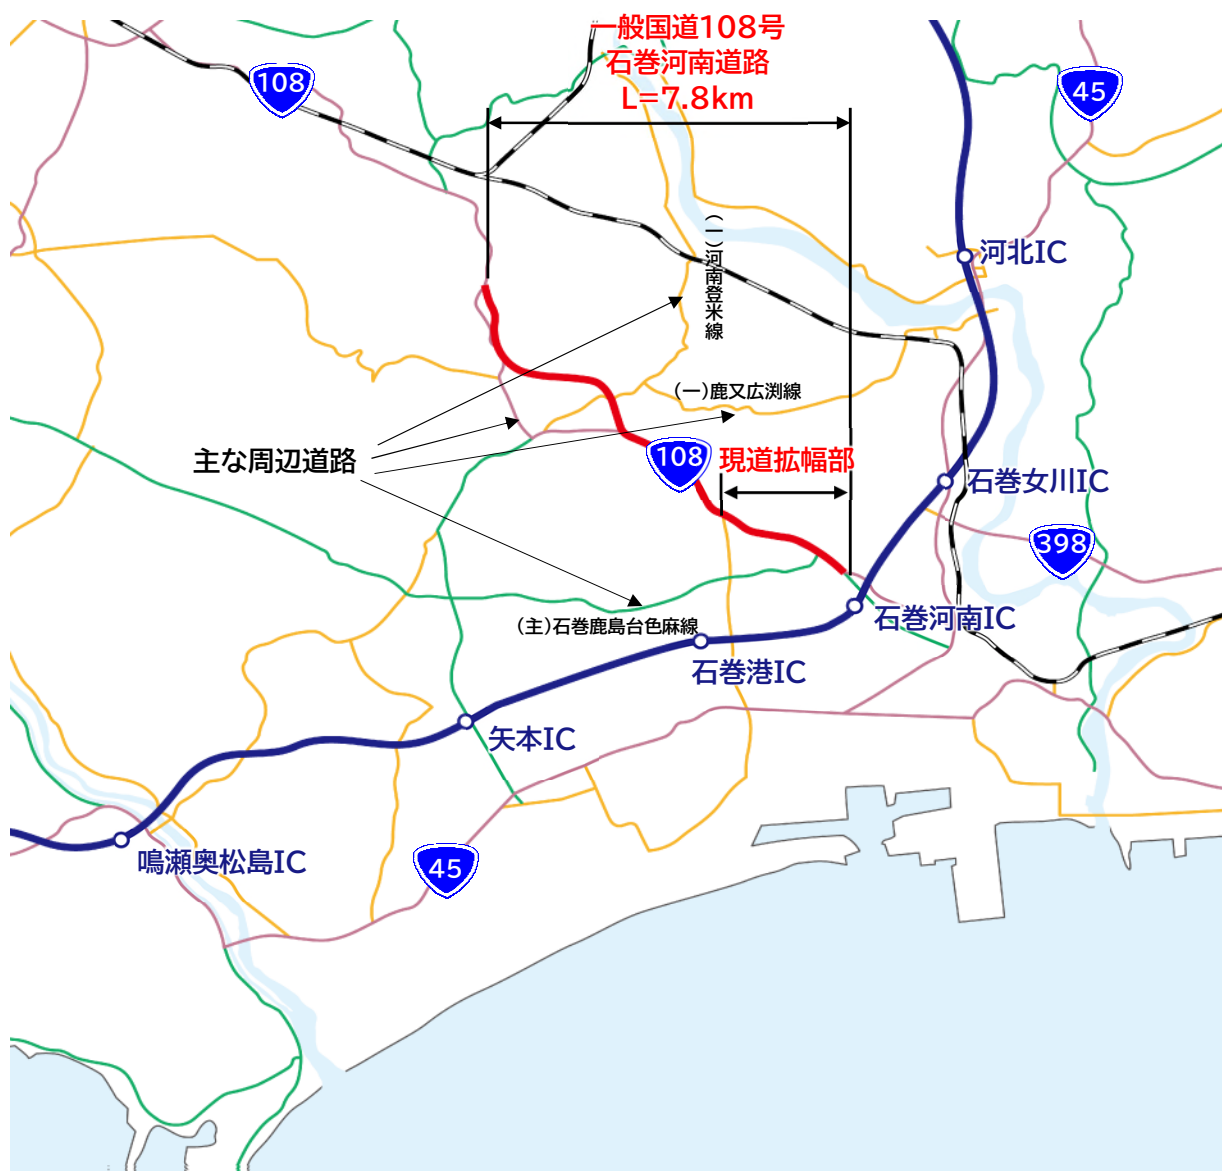 一般国道108号
石巻河南道路
L=7.8km
108
45
(一)河南登米線
河北IC
(一)鹿又広渕線
主な周辺道路
108
現道拡幅部
石巻女川IC
398
石巻河南IC
(主)石巻鹿島台色麻線
石巻港IC
矢本IC
鳴瀬奥松島IC
45